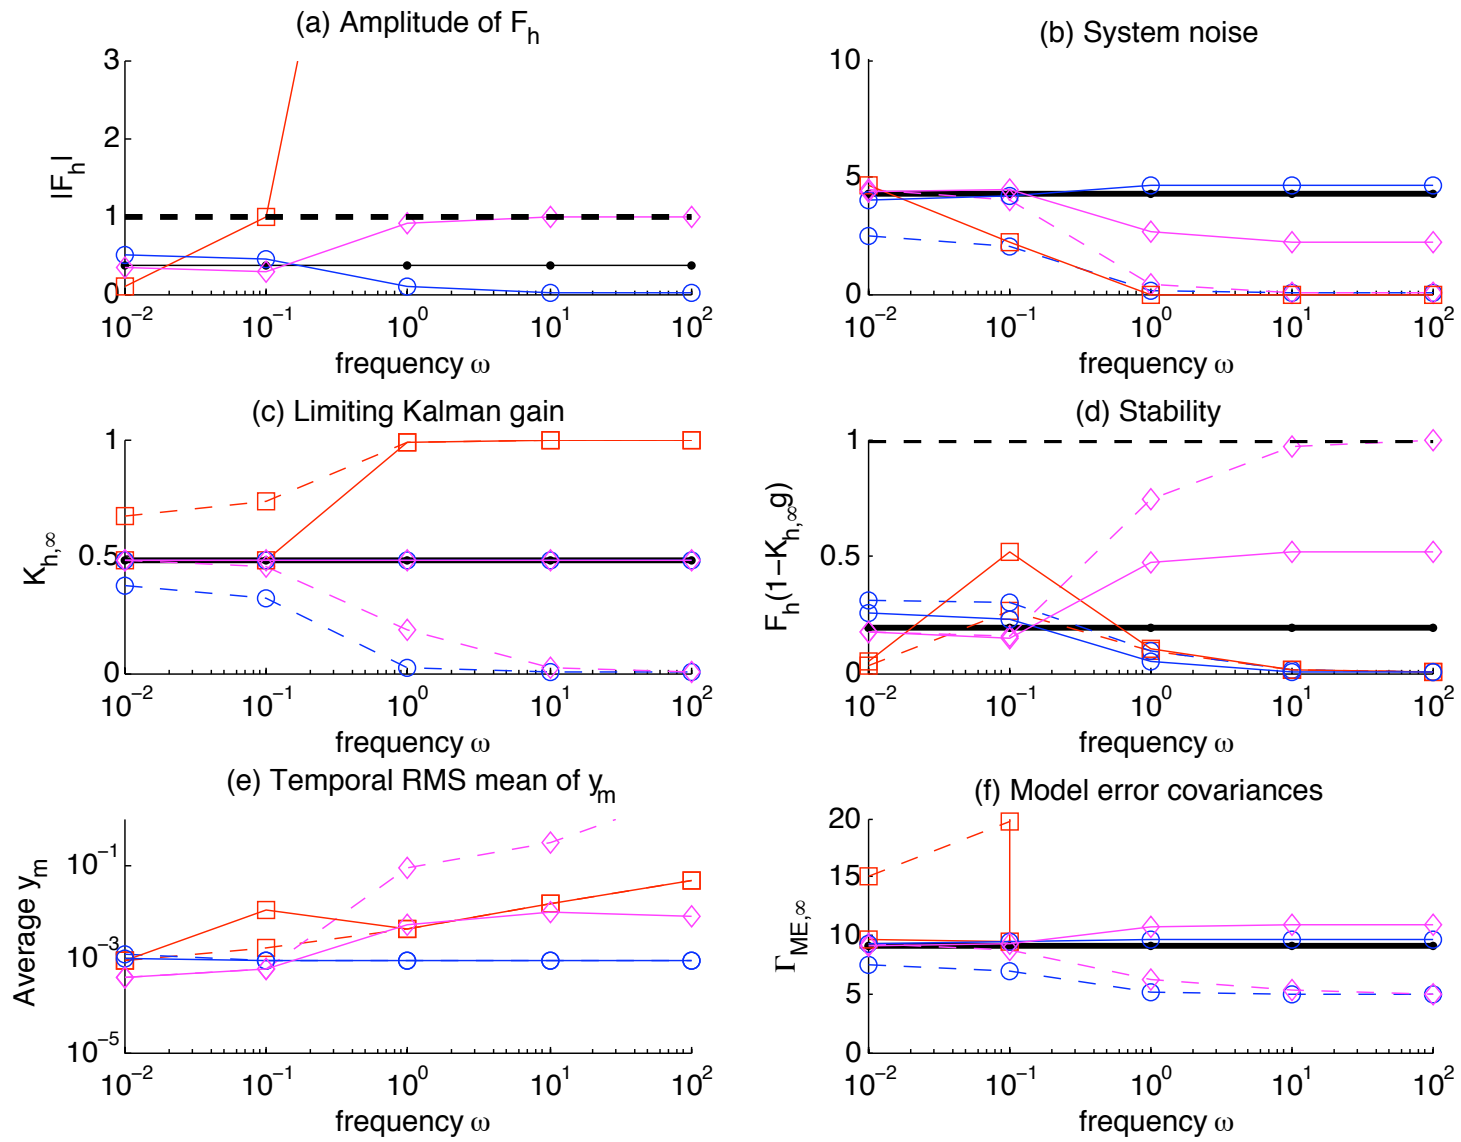 (a) Amplitude of F_h
(b) System noise
3
2
1
0
|F_h|
10^−2 10^−1 10^0 10^1 10^2
frequency ω
10
5
0
10^−2 10^−1 10^0 10^1 10^2
frequency ω
(c) Limiting Kalman gain
(d) Stability
1
0.5
0
K_h,∞
10^−2 10^−1 10^0 10^1 10^2
frequency ω
1
0.5
0
F_h(1−K_h,∞g)
10^−2 10^−1 10^0 10^1 10^2
frequency ω
(e) Temporal RMS mean of y_m
(f) Model error covariances
10^−1
10^−3
10^−5
Average y_m
10^−2 10^−1 10^0 10^1 10^2
frequency ω
20
15
10
5
0
Γ_ME,∞
10^−2 10^−1 10^0 10^1 10^2
frequency ω